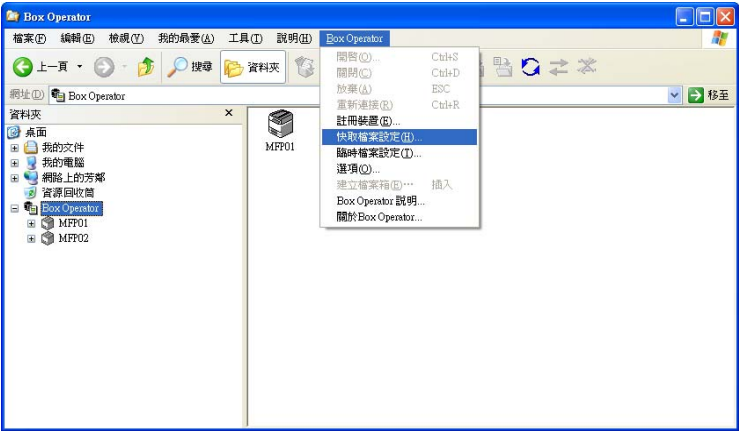 Box Operator
檔案(F) 編輯(E) 檢視(V) 我的最愛(A) 工具(T) 說明(H) Box Operator
上一頁 搜尋 資料夾
網址(D) Box Operator 移至
資料夾 ×
桌面
我的文件
我的電腦
網路上的芳鄰
資源回收筒
Box Operator
MFP01
MFP02
MFP01
開啓(O)... Ctrl+S
關閉(C) Ctrl+D
放棄(A) ESC
重新連接(R) Ctrl+R
註冊裝置(E)...
快取檔案設定(H)...
臨時檔案設定(T)...
選項(O)...
建立檔案箱(E)… 插入
Box Operator 説明...
關於Box Operator...